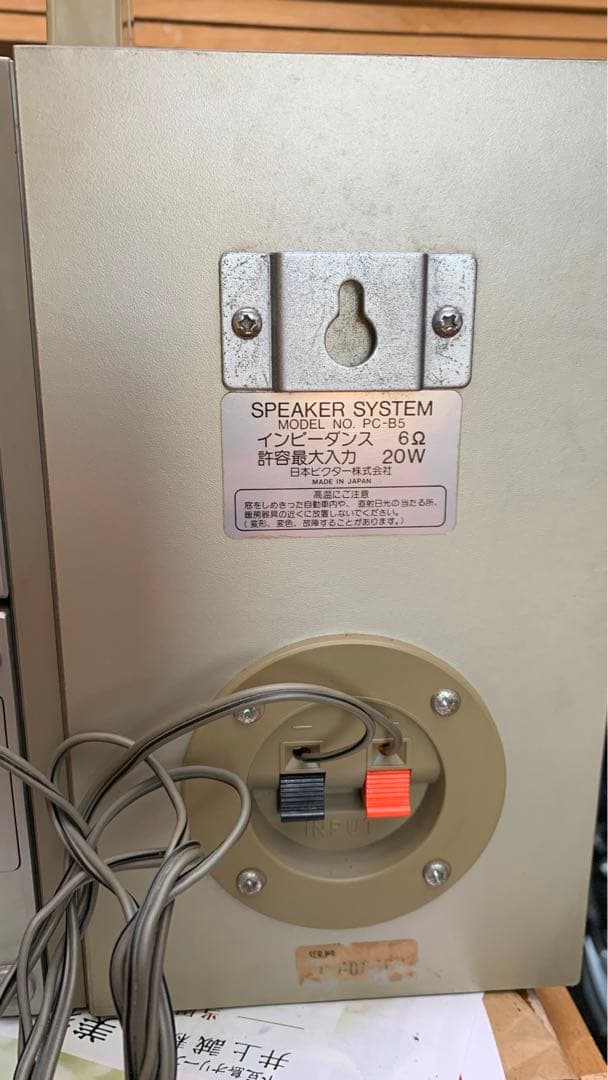 SPEAKER SYSTEM
MODEL NO. PC-B5
インピーダンス 6Ω
許容最大入力 20W
日本ビクター株式会社
MADE IN JAPAN
高温にご注意
窓をしめきった自動車内や、直射日光の当たる所、
暖房器具の近くに放置しないでください。
(変形、変色、故障することがあります。)
INPUT
井上誠